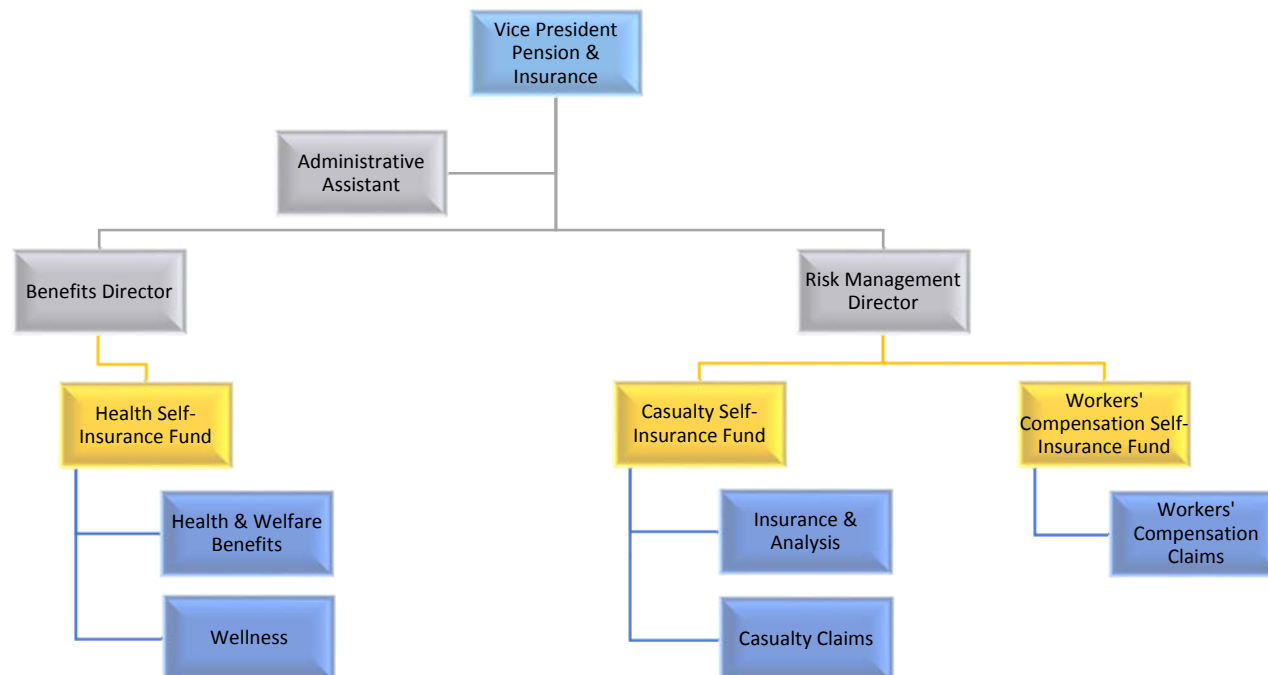 Vice President
Pension &
Insurance
Administrative
Assistant
Benefits Director
Risk Management
Director
Health Self-
Insurance Fund
Casualty Self-
Insurance Fund
Workers'
Compensation Self-
Insurance Fund
Health & Welfare
Benefits
Insurance &
Analysis
Workers'
Compensation
Claims
Wellness
Casualty Claims